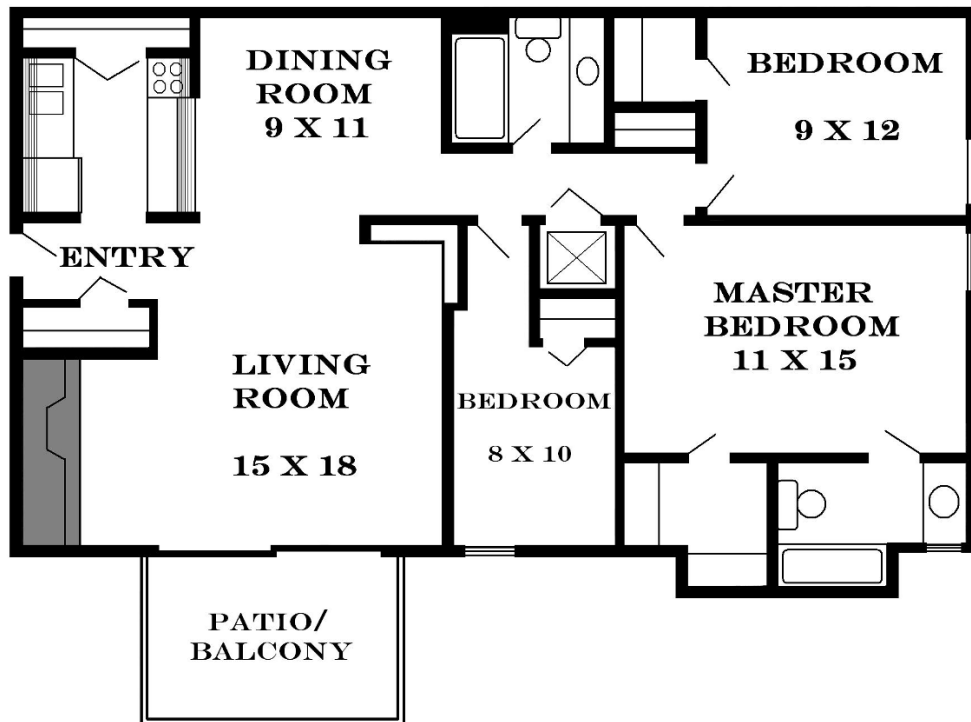 DINING
ROOM
9 X 11
BEDROOM
9 X 12
ENTRY
MASTER
BEDROOM
11 X 15
LIVING
ROOM
15 X 18
BEDROOM
8 X 10
PATIO/
BALCONY